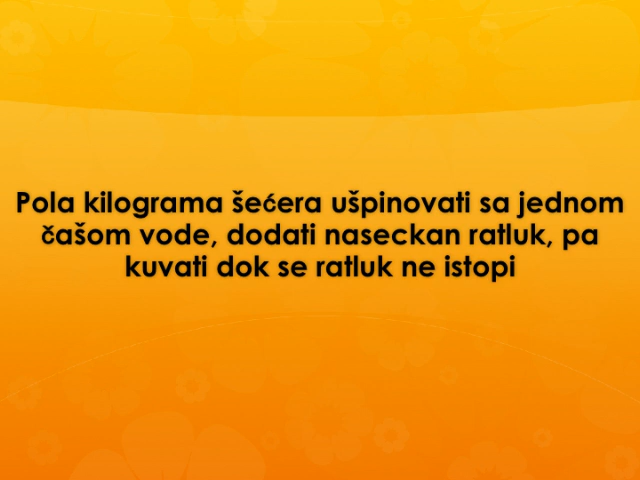 Pola kilograma šećera ušpinovati sa jednom
čašom vode, dodati naseckan ratluk, pa
kuvati dok se ratluk ne istopi